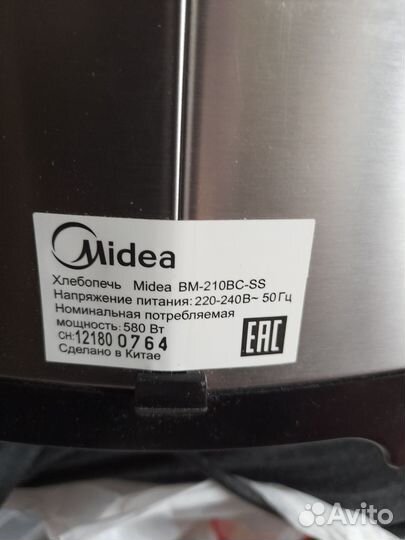 Midea
Хлебопечь Midea BM-210BC-SS
Напряжение питания: 220-240В~ 50Гц
Номинальная потребляемая
мощность: 580 Вт
СН:12180 0764
Сделано в Китае
EAC
Avito